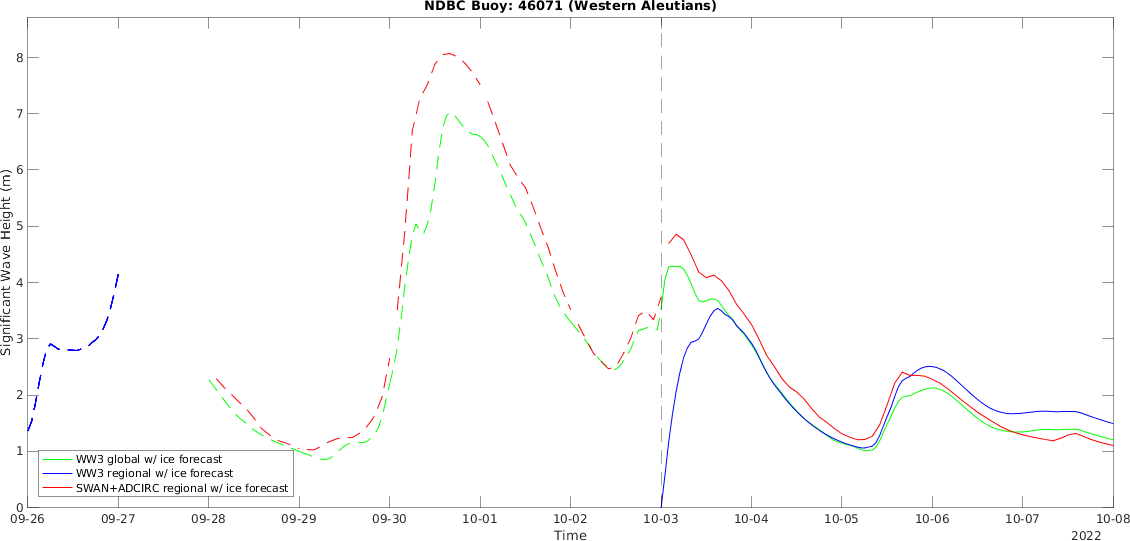 NDBC Buoy: 46071 (Western Aleutians)
Significant Wave Height (m)
8
7
6
5
4
3
2
1
0
WW3 global w/ ice forecast
WW3 regional w/ ice forecast
SWAN+ADCIRC regional w/ ice forecast
09-26 09-27 09-28 09-29 09-30 10-01 10-02 10-03 10-04 10-05 10-06 10-07 10-08
Time
2022